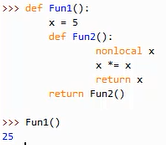 >>> def Fun1():
        x = 5
        def Fun2():
                nonlocal x
                x *= x
                return x
        return Fun2()

>>> Fun1()
25